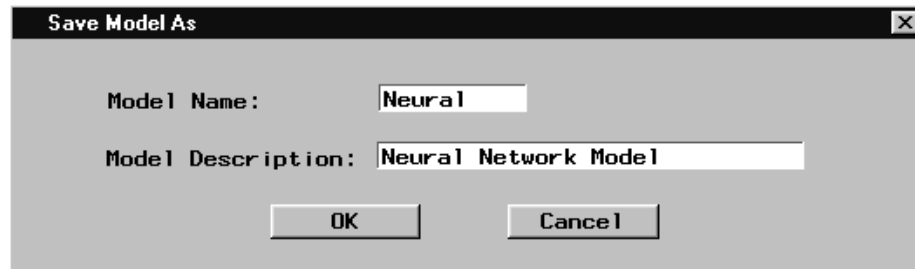 Save Model As
Model Name: Neural
Model Description: Neural Network Model
OK Cancel